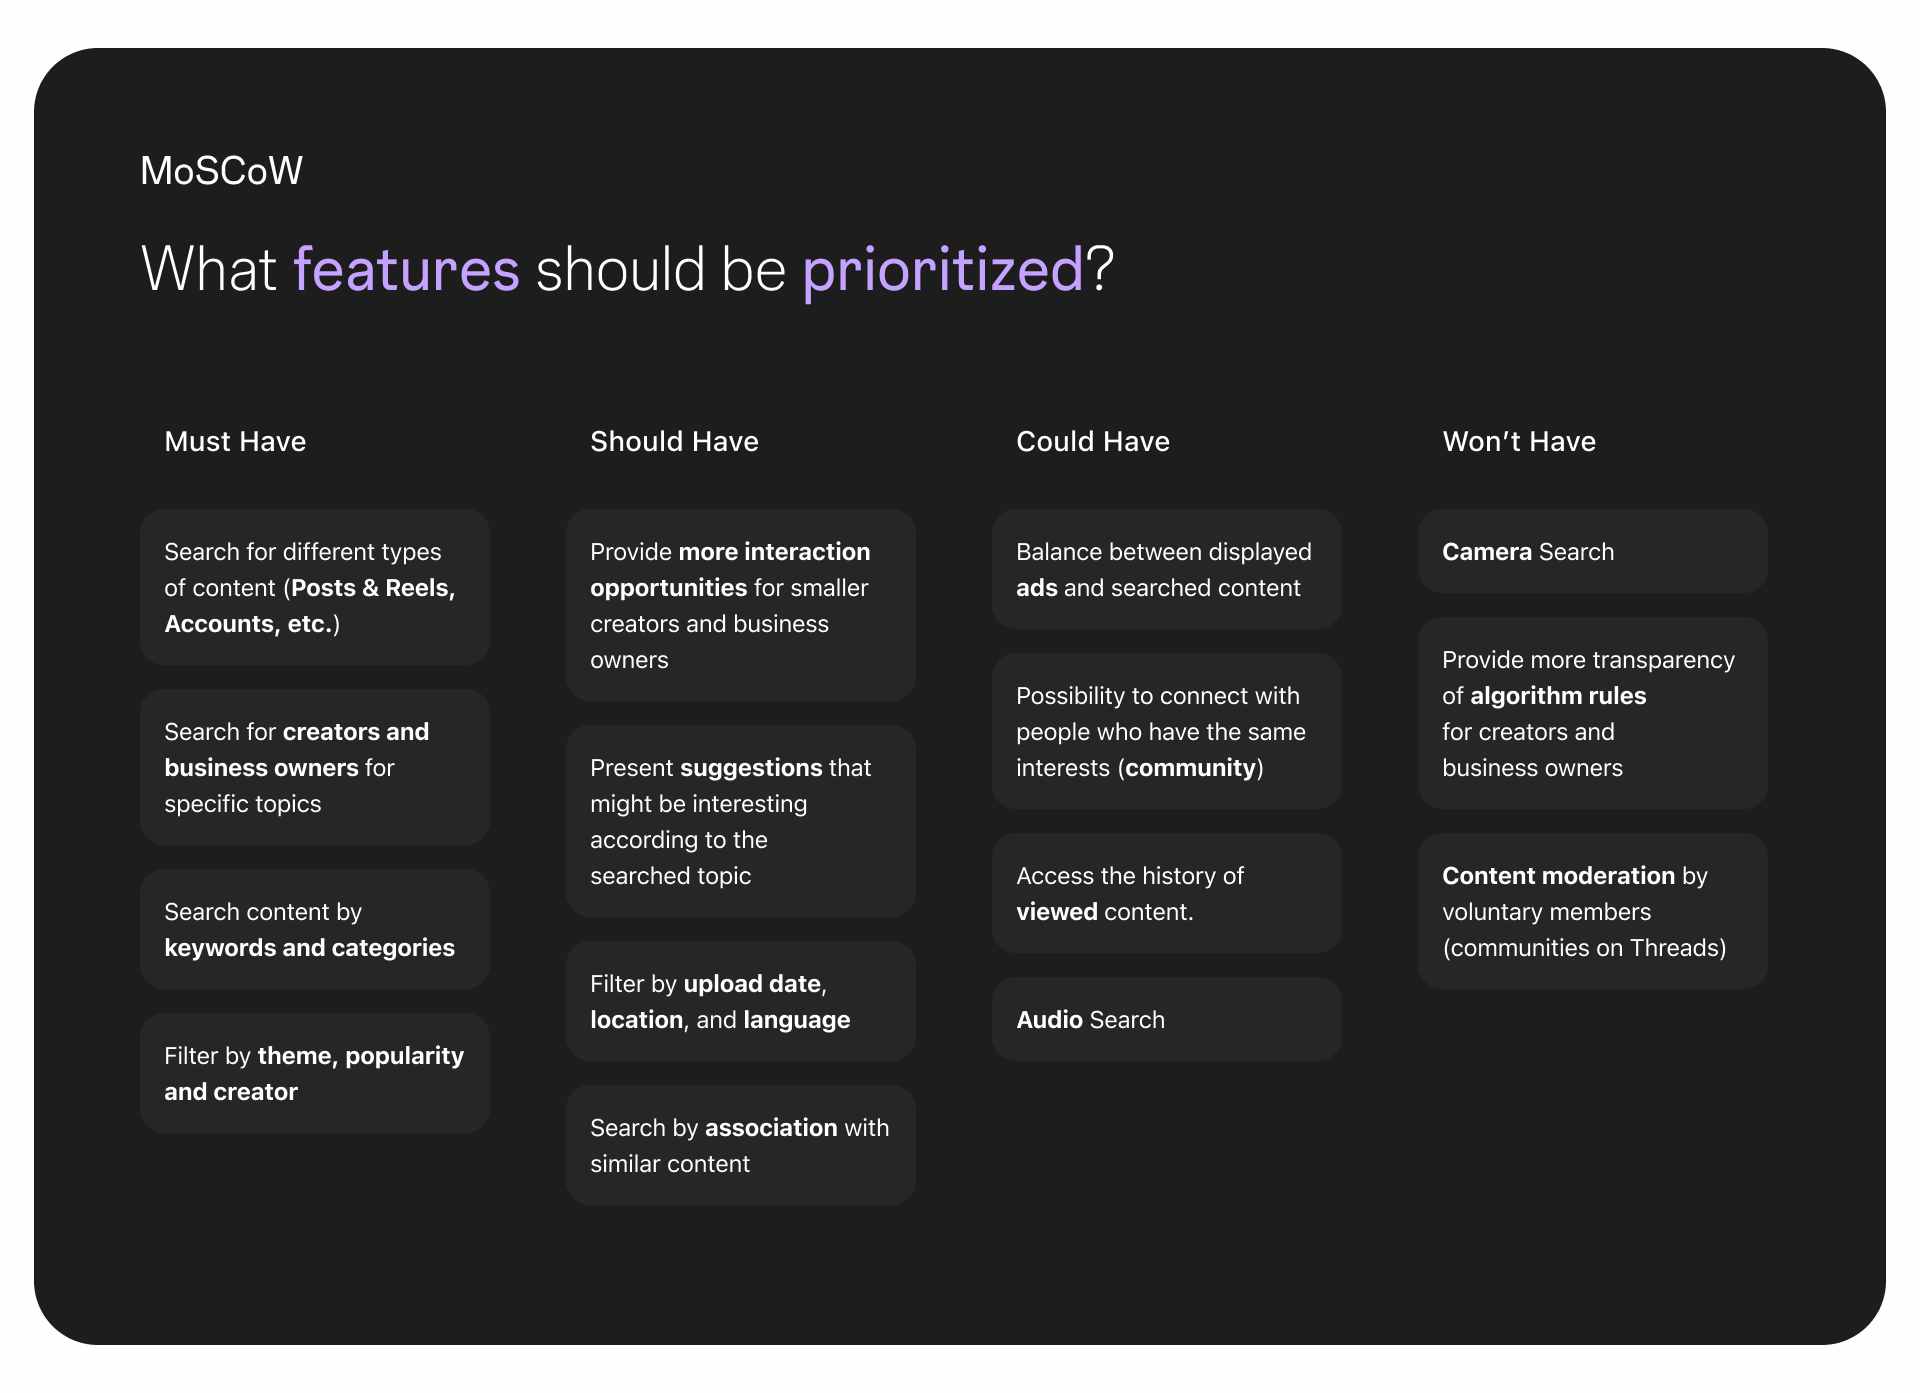 MoSCoW
What features should be prioritized?
Must Have
Search for different types
of content (Posts & Reels,
Accounts, etc.)
Search for creators and
business owners for
specific topics
Search content by
keywords and categories
Filter by theme, popularity
and creator
Should Have
Provide more interaction
opportunities for smaller
creators and business
owners
Present suggestions that
might be interesting
according to the
searched topic
Filter by upload date,
location, and language
Search by association with
similar content
Could Have
Balance between displayed
ads and searched content
Possibility to connect with
people who have the same
interests (community)
Access the history of
viewed content.
Audio Search
Won’t Have
Camera Search
Provide more transparency
of algorithm rules
for creators and
business owners
Content moderation by
voluntary members
(communities on Threads)